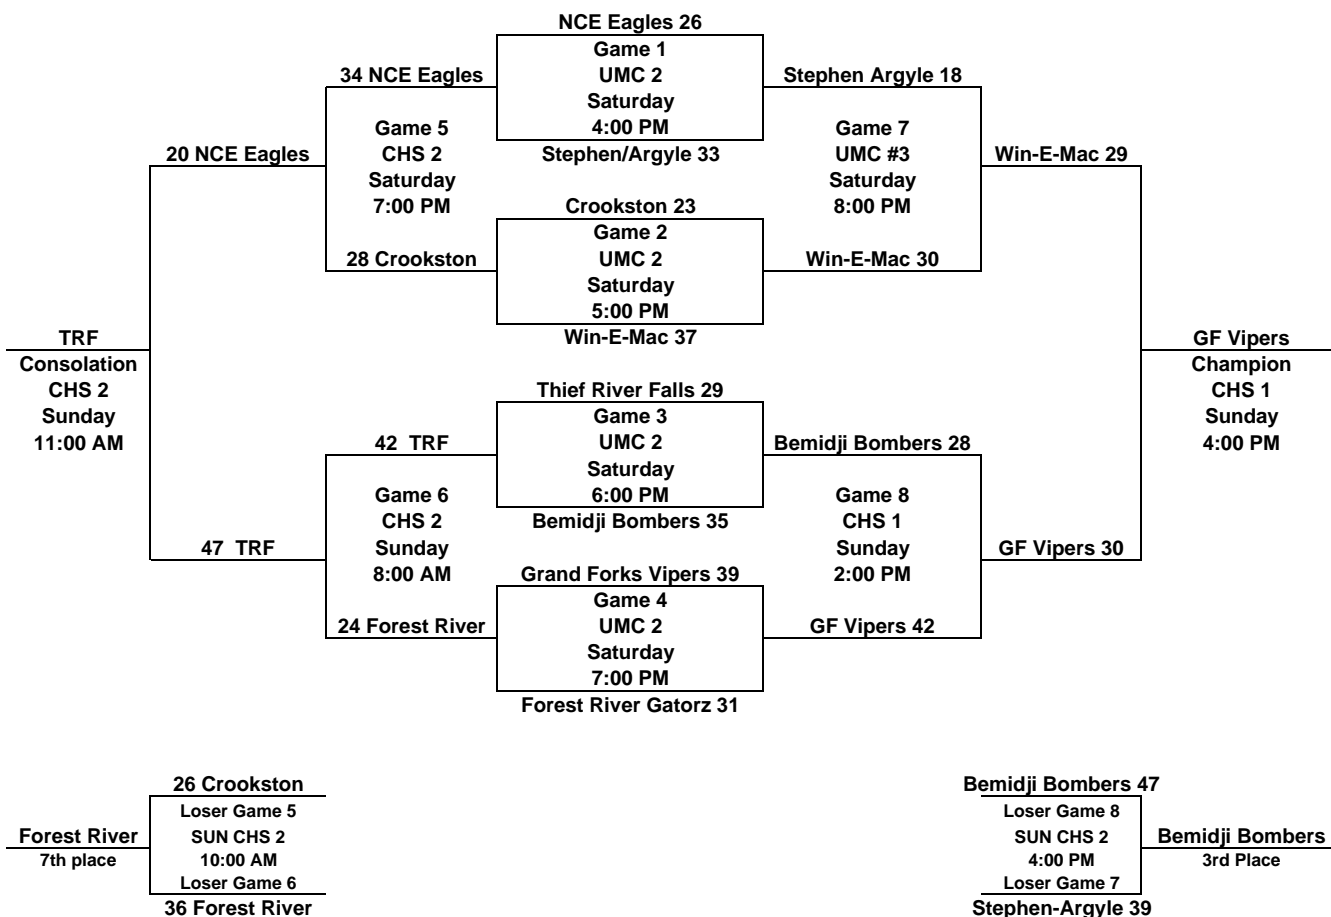 NCE Eagles 26
Game 1
34 NCE Eagles
UMC 2
Stephen Argyle 18
Saturday
Game 5
4:00 PM
Game 7
20 NCE Eagles
CHS 2
Stephen/Argyle 33
UMC #3
Win-E-Mac 29
Saturday
Saturday
7:00 PM
Crookston 23
8:00 PM
Game 2
28 Crookston
UMC 2
Win-E-Mac 30
Saturday
5:00 PM
TRF
Win-E-Mac 37
GF Vipers
Consolation
Champion
CHS 2
Thief River Falls 29
CHS 1
Sunday
Game 3
Sunday
11:00 AM
42  TRF
UMC 2
Bemidji Bombers 28
4:00 PM
Saturday
Game 6
6:00 PM
Game 8
CHS 2
Bemidji Bombers 35
CHS 1
47  TRF
Sunday
Sunday
GF Vipers 30
8:00 AM
Grand Forks Vipers 39
2:00 PM
Game 4
24 Forest River
UMC 2
GF Vipers 42
Saturday
7:00 PM
Forest River Gatorz 31
26 Crookston
Bemidji Bombers 47
Loser Game 5
Loser Game 8
Forest River
SUN CHS 2
SUN CHS 2
Bemidji Bombers
7th place
10:00 AM
4:00 PM
3rd Place
Loser Game 6
Loser Game 7
36 Forest River
Stephen-Argyle 39